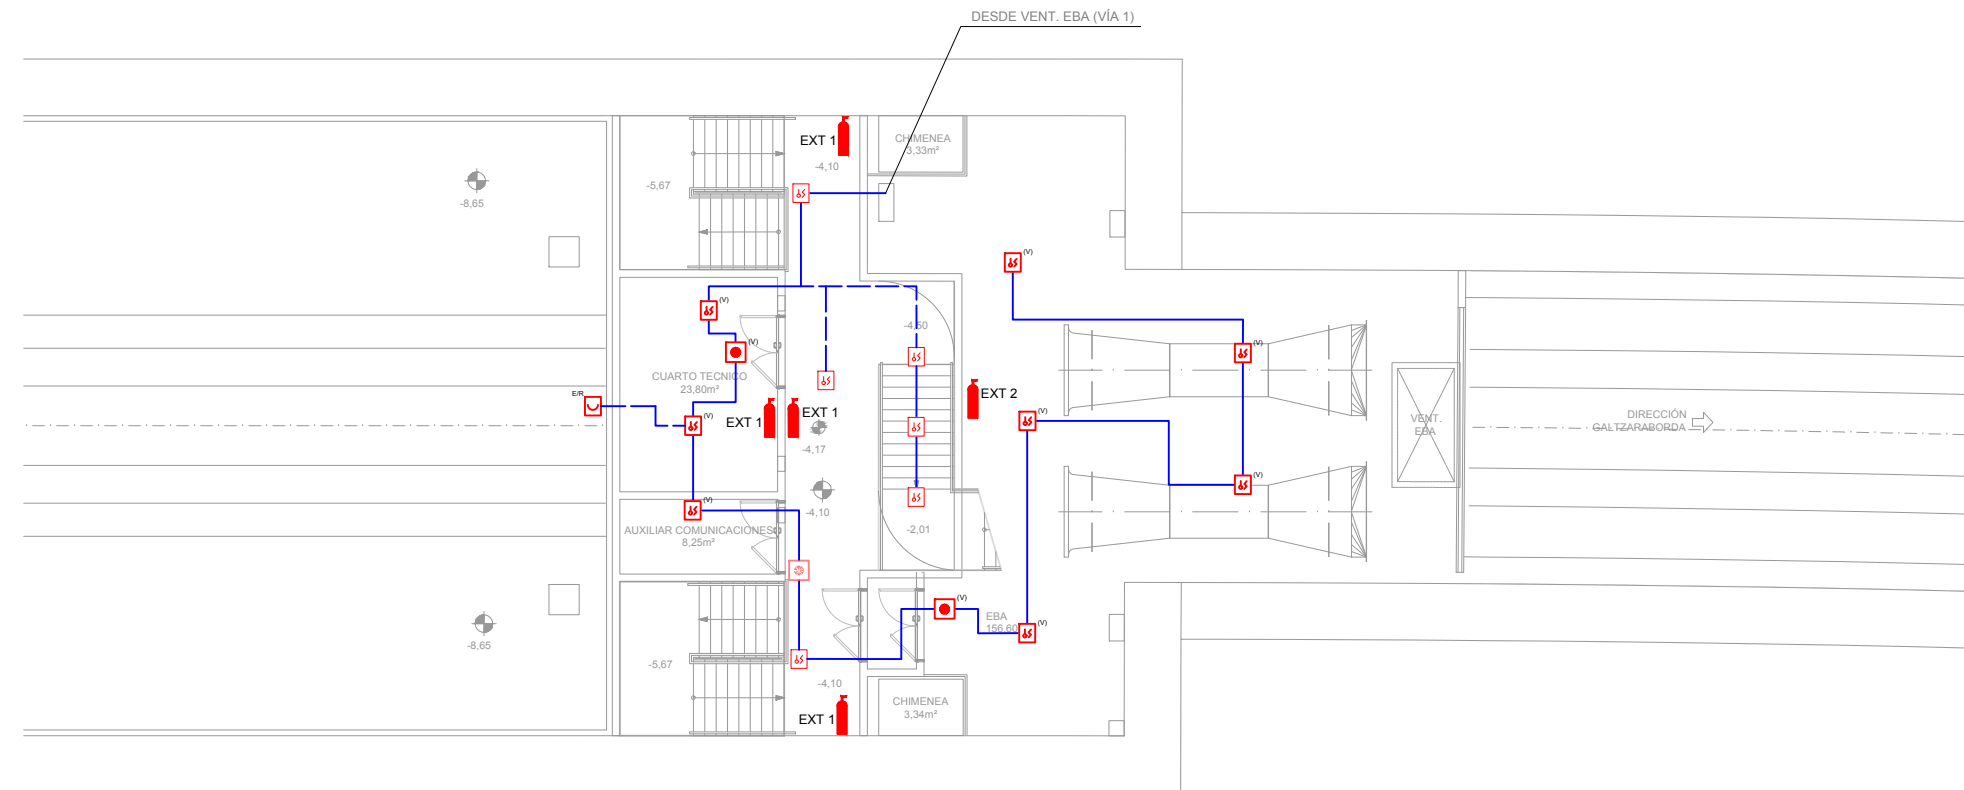 DESDE VENT. EBA (VÍA 1)
EXT 1
CHIMENEA
3,33m²
-4,10
-5,67
-8,65
(V)
(V)
-4,50
(V)
(V)
CUARTO TECNICO
23,80m²
E/R
EXT 1
EXT 1
EXT 2
(V)
(V)
-4,17
VENT.
EBA
DIRECCIÓN
GALTZARABORDA
(V)
(V)
-4,10
-2,01
AUXILIAR COMUNICACIONES
8,25m²
(V)
EBA
156,60
(V)
-8,65
-5,67
-4,10
CHIMENEA
3,34m²
EXT 1